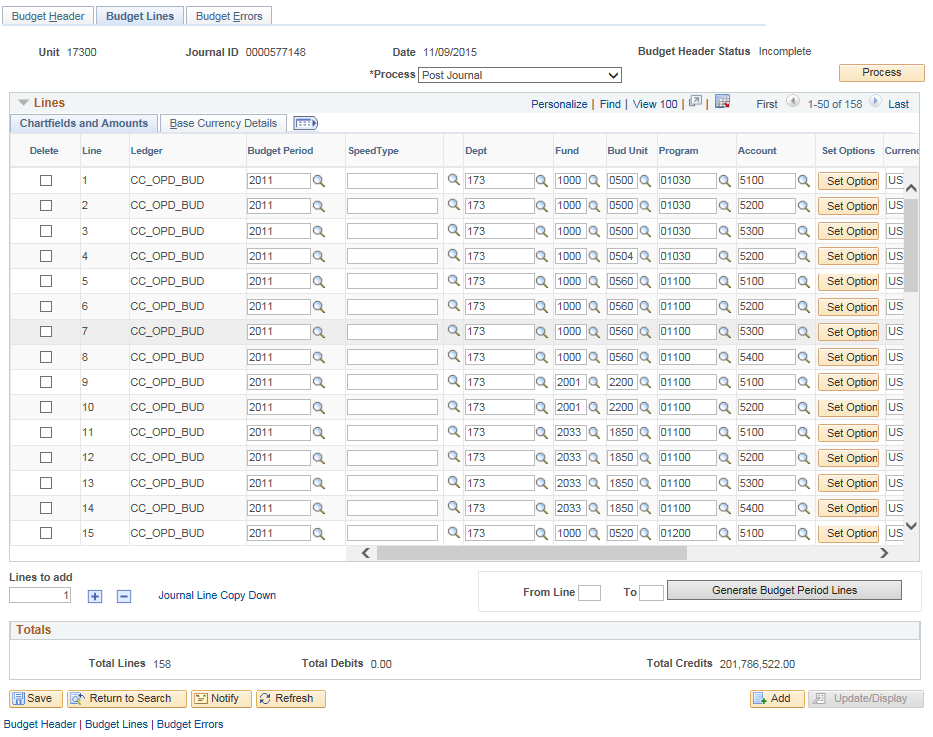 Budget Header Budget Lines Budget Errors
Unit 17300 Journal ID 0000577148 Date 11/09/2015 Budget Header Status Incomplete
*Process Post Journal Process
Lines Personalize | Find | View 100 | | First 1-50 of 158 Last
Chartfields and Amounts Base Currency Details
Delete Line Ledger Budget Period SpeedType Dept Fund Bud Unit Program Account Set Options Currenc
1 CC_OPD_BUD 2011 173 1000 0500 01030 5100 Set Option US
2 CC_OPD_BUD 2011 173 1000 0500 01030 5200 Set Option US
3 CC_OPD_BUD 2011 173 1000 0500 01030 5300 Set Option US
4 CC_OPD_BUD 2011 173 1000 0504 01030 5200 Set Option US
5 CC_OPD_BUD 2011 173 1000 0560 01100 5100 Set Option US
6 CC_OPD_BUD 2011 173 1000 0560 01100 5200 Set Option US
7 CC_OPD_BUD 2011 173 1000 0560 01100 5300 Set Option US
8 CC_OPD_BUD 2011 173 1000 0560 01100 5400 Set Option US
9 CC_OPD_BUD 2011 173 2001 2200 01100 5100 Set Option US
10 CC_OPD_BUD 2011 173 2001 2200 01100 5200 Set Option US
11 CC_OPD_BUD 2011 173 2033 1850 01100 5100 Set Option US
12 CC_OPD_BUD 2011 173 2033 1850 01100 5200 Set Option US
13 CC_OPD_BUD 2011 173 2033 1850 01100 5300 Set Option US
14 CC_OPD_BUD 2011 173 2033 1850 01100 5400 Set Option US
15 CC_OPD_BUD 2011 173 1000 0520 01200 5100 Set Option US
Lines to add
1 Journal Line Copy Down From Line To Generate Budget Period Lines
Totals
Total Lines 158 Total Debits 0.00 Total Credits 201,786,522.00
Save Return to Search Notify Refresh Add Update/Display
Budget Header | Budget Lines | Budget Errors